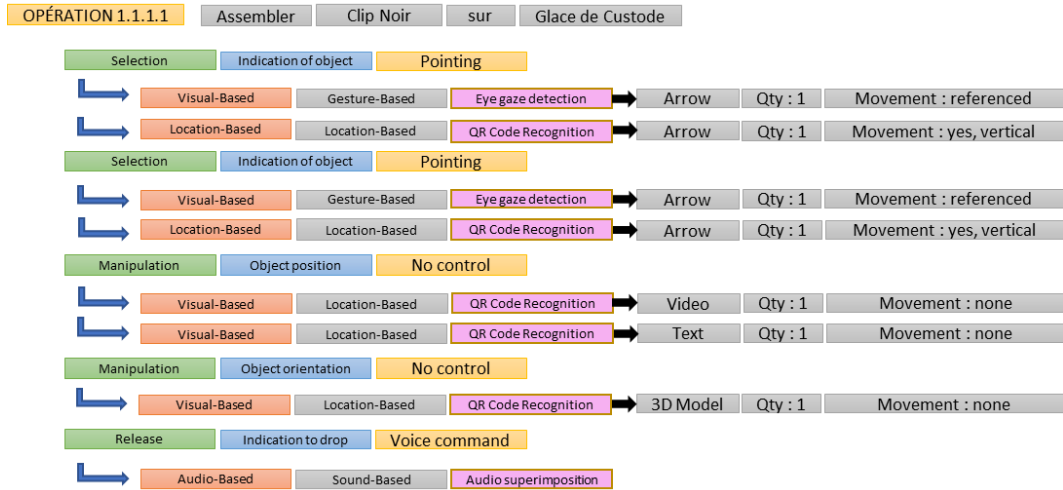 OPÉRATION 1.1.1.1 Assembler Clip Noir sur Glace de Custode
Selection Indication of object Pointing
Visual-Based Gesture-Based Eye gaze detection Arrow Qty : 1 Movement : referenced
Location-Based Location-Based QR Code Recognition Arrow Qty : 1 Movement : yes, vertical
Selection Indication of object Pointing
Visual-Based Gesture-Based Eye gaze detection Arrow Qty : 1 Movement : referenced
Location-Based Location-Based QR Code Recognition Arrow Qty : 1 Movement : yes, vertical
Manipulation Object position No control
Visual-Based Location-Based QR Code Recognition Video Qty : 1 Movement : none
Visual-Based Location-Based QR Code Recognition Text Qty : 1 Movement : none
Manipulation Object orientation No control
Visual-Based Location-Based QR Code Recognition 3D Model Qty : 1 Movement : none
Release Indication to drop Voice command
Audio-Based Sound-Based Audio superimposition